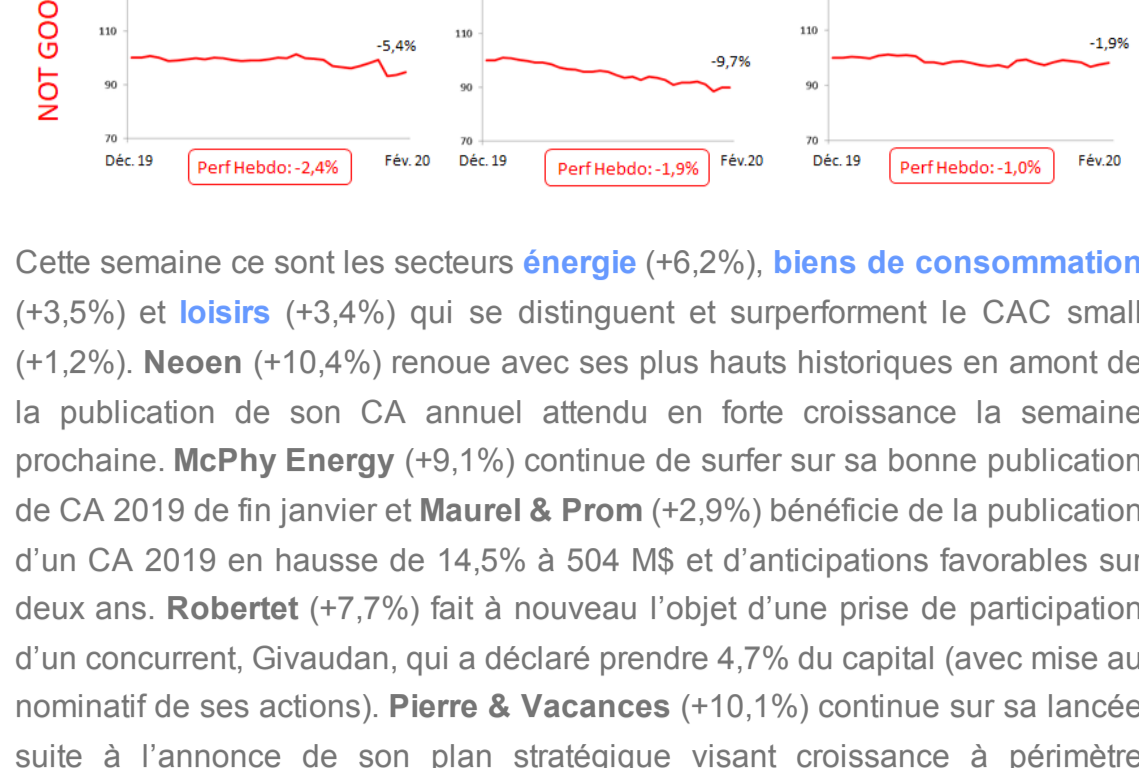 NOT GOO
110
90
70
-5,4%
Déc. 19
Perf Hebdo: -2,4%
Fév. 20
110
90
70
-9,7%
Déc. 19
Perf Hebdo: -1,9%
Fév.20
110
90
70
-1,9%
Déc. 19
Perf Hebdo: -1,0%
Fév.20
Cette semaine ce sont les secteurs énergie (+6,2%), biens de consommation
(+3,5%) et loisirs (+3,4%) qui se distinguent et surperforment le CAC small
(+1,2%). Neoen (+10,4%) renoue avec ses plus hauts historiques en amont de
la publication de son CA annuel attendu en forte croissance la semaine
prochaine. McPhy Energy (+9,1%) continue de surfer sur sa bonne publication
de CA 2019 de fin janvier et Maurel & Prom (+2,9%) bénéficie de la publication
d’un CA 2019 en hausse de 14,5% à 504 M$ et d’anticipations favorables sur
deux ans. Robertet (+7,7%) fait à nouveau l’objet d’une prise de participation
d’un concurrent, Givaudan, qui a déclaré prendre 4,7% du capital (avec mise au
nominatif de ses actions). Pierre & Vacances (+10,1%) continue sur sa lancée
suite à l’annonce de son plan stratégique visant croissance à périmètre